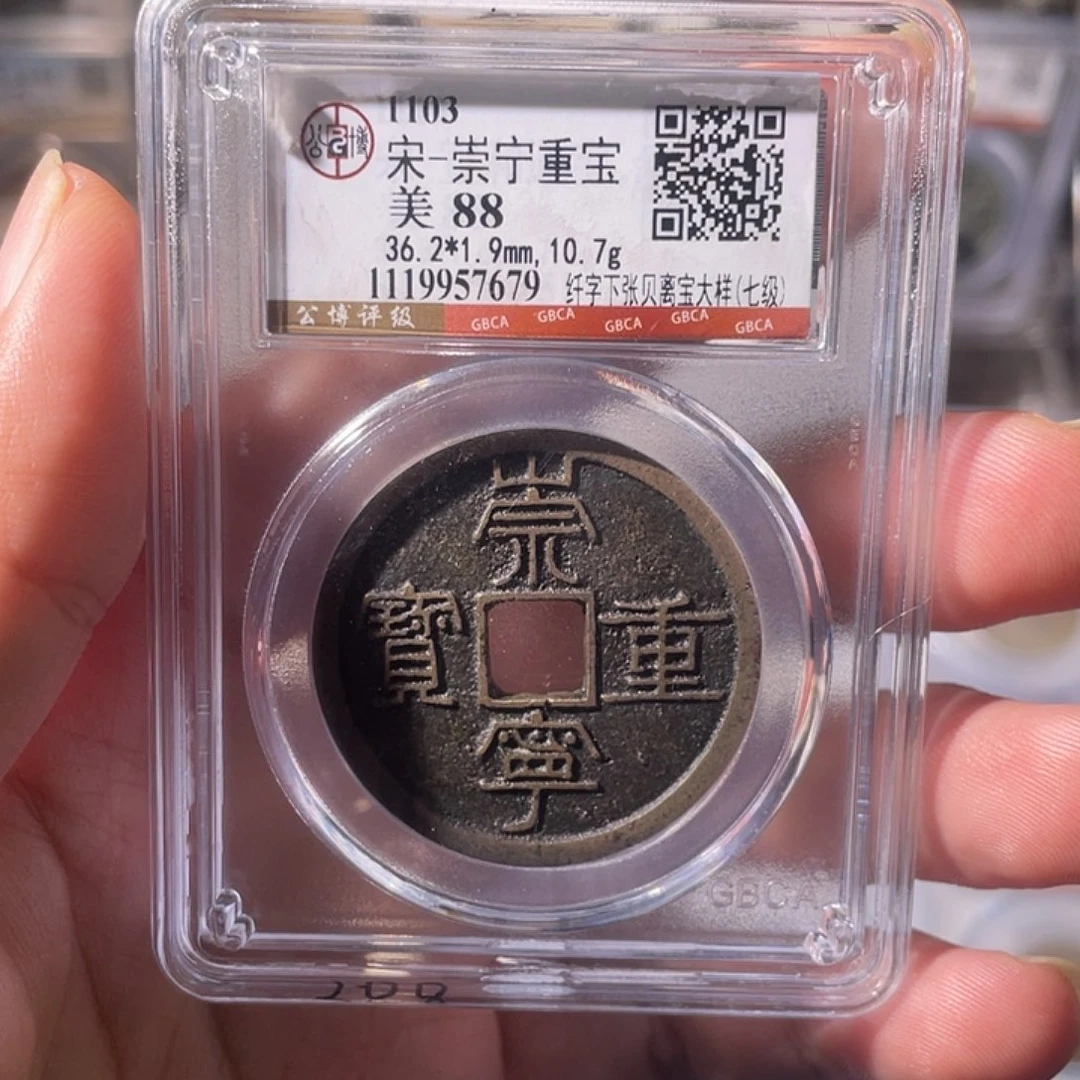 1103
公博
宋-崇宁重宝
美 88
36.2*1.9mm, 10.7g
1119957679 纤字下张贝离宝大样(七级)
公博评级 GBCA GBCA GBCA GBCA GBCA
崇
寶 重
寧
GBCA